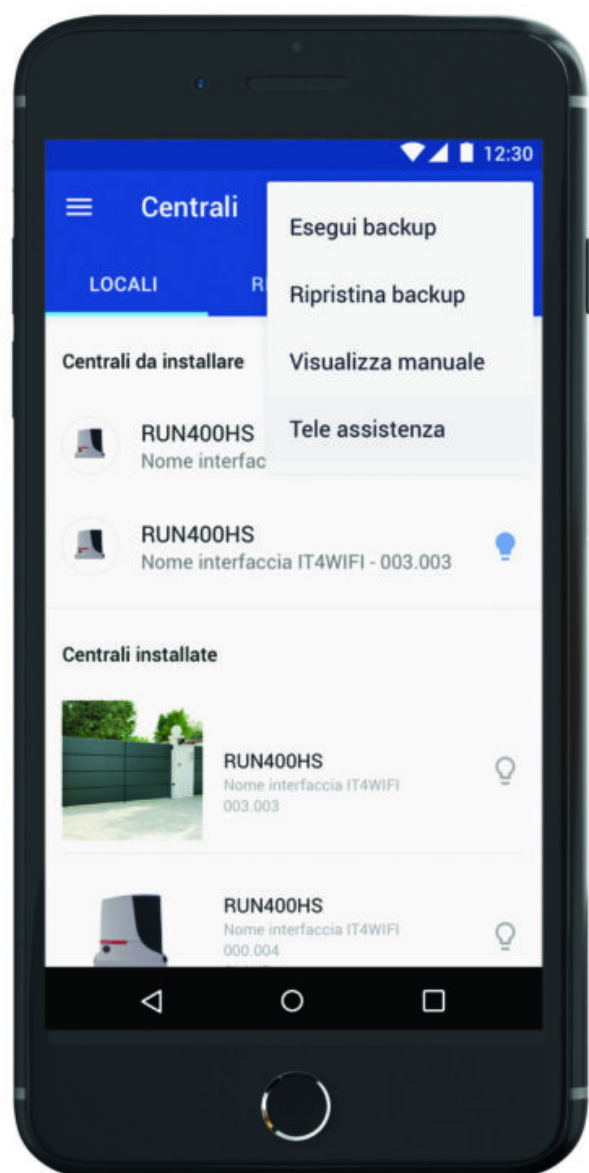 12:30
Centrali
LOCALI
Esegui backup
Ripristina backup
Visualizza manuale
Tele assistenza
Centrali da installare
RUN400HS
Nome
RUN400HS
Nome interfaccia IT4WIFI - 003.003
Centrali installate
RUN400HS
Nome interfaccia IT4WIFI
003.003
RUN400HS
Nome interfaccia IT4WIFI
000.004